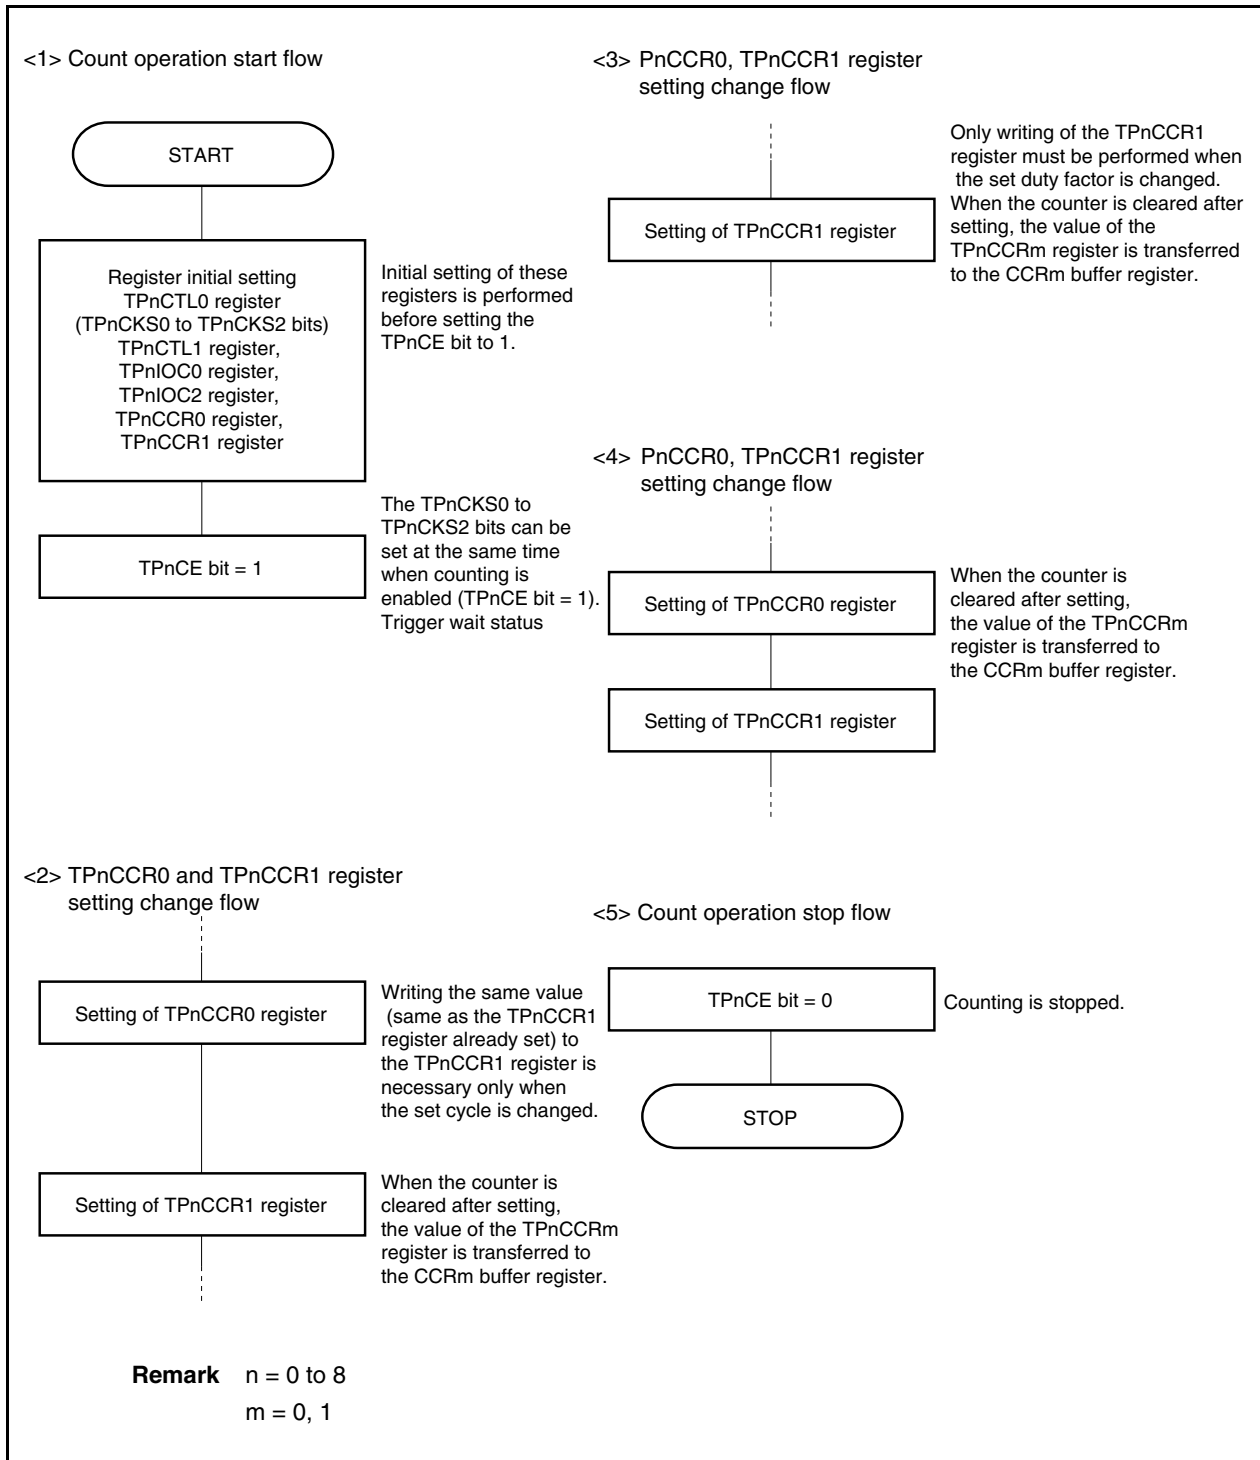 <1> Count operation start flow
START
Register initial setting
TPnCTL0 register
(TPnCKS0 to TPnCKS2 bits)
TPnCTL1 register,
TPnIOC0 register,
TPnIOC2 register,
TPnCCR0 register,
TPnCCR1 register
Initial setting of these
registers is performed
before setting the
TPnCE bit to 1.
TPnCE bit = 1
The TPnCKS0 to
TPnCKS2 bits can be
set at the same time
when counting is
enabled (TPnCE bit = 1).
Trigger wait status
<2> TPnCCR0 and TPnCCR1 register
setting change flow
Setting of TPnCCR0 register
Writing the same value
(same as the TPnCCR1
register already set) to
the TPnCCR1 register is
necessary only when
the set cycle is changed.
Setting of TPnCCR1 register
When the counter is
cleared after setting,
the value of the TPnCCRm
register is transferred to
the CCRm buffer register.
<3> PnCCR0, TPnCCR1 register
setting change flow
Setting of TPnCCR1 register
Only writing of the TPnCCR1
register must be performed when
the set duty factor is changed.
When the counter is cleared after
setting, the value of the
TPnCCRm register is transferred
to the CCRm buffer register.
<4> PnCCR0, TPnCCR1 register
setting change flow
Setting of TPnCCR0 register
When the counter is
cleared after setting,
the value of the TPnCCRm
register is transferred to
the CCRm buffer register.
Setting of TPnCCR1 register
<5> Count operation stop flow
TPnCE bit = 0
Counting is stopped.
STOP
Remark n = 0 to 8
m = 0, 1